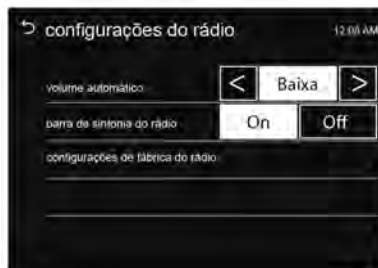 configurações do rádio
12:08 AM
volume automático
< Baixa >
barra de sintonia do rádio
On Off
configurações de fábrica do rádio